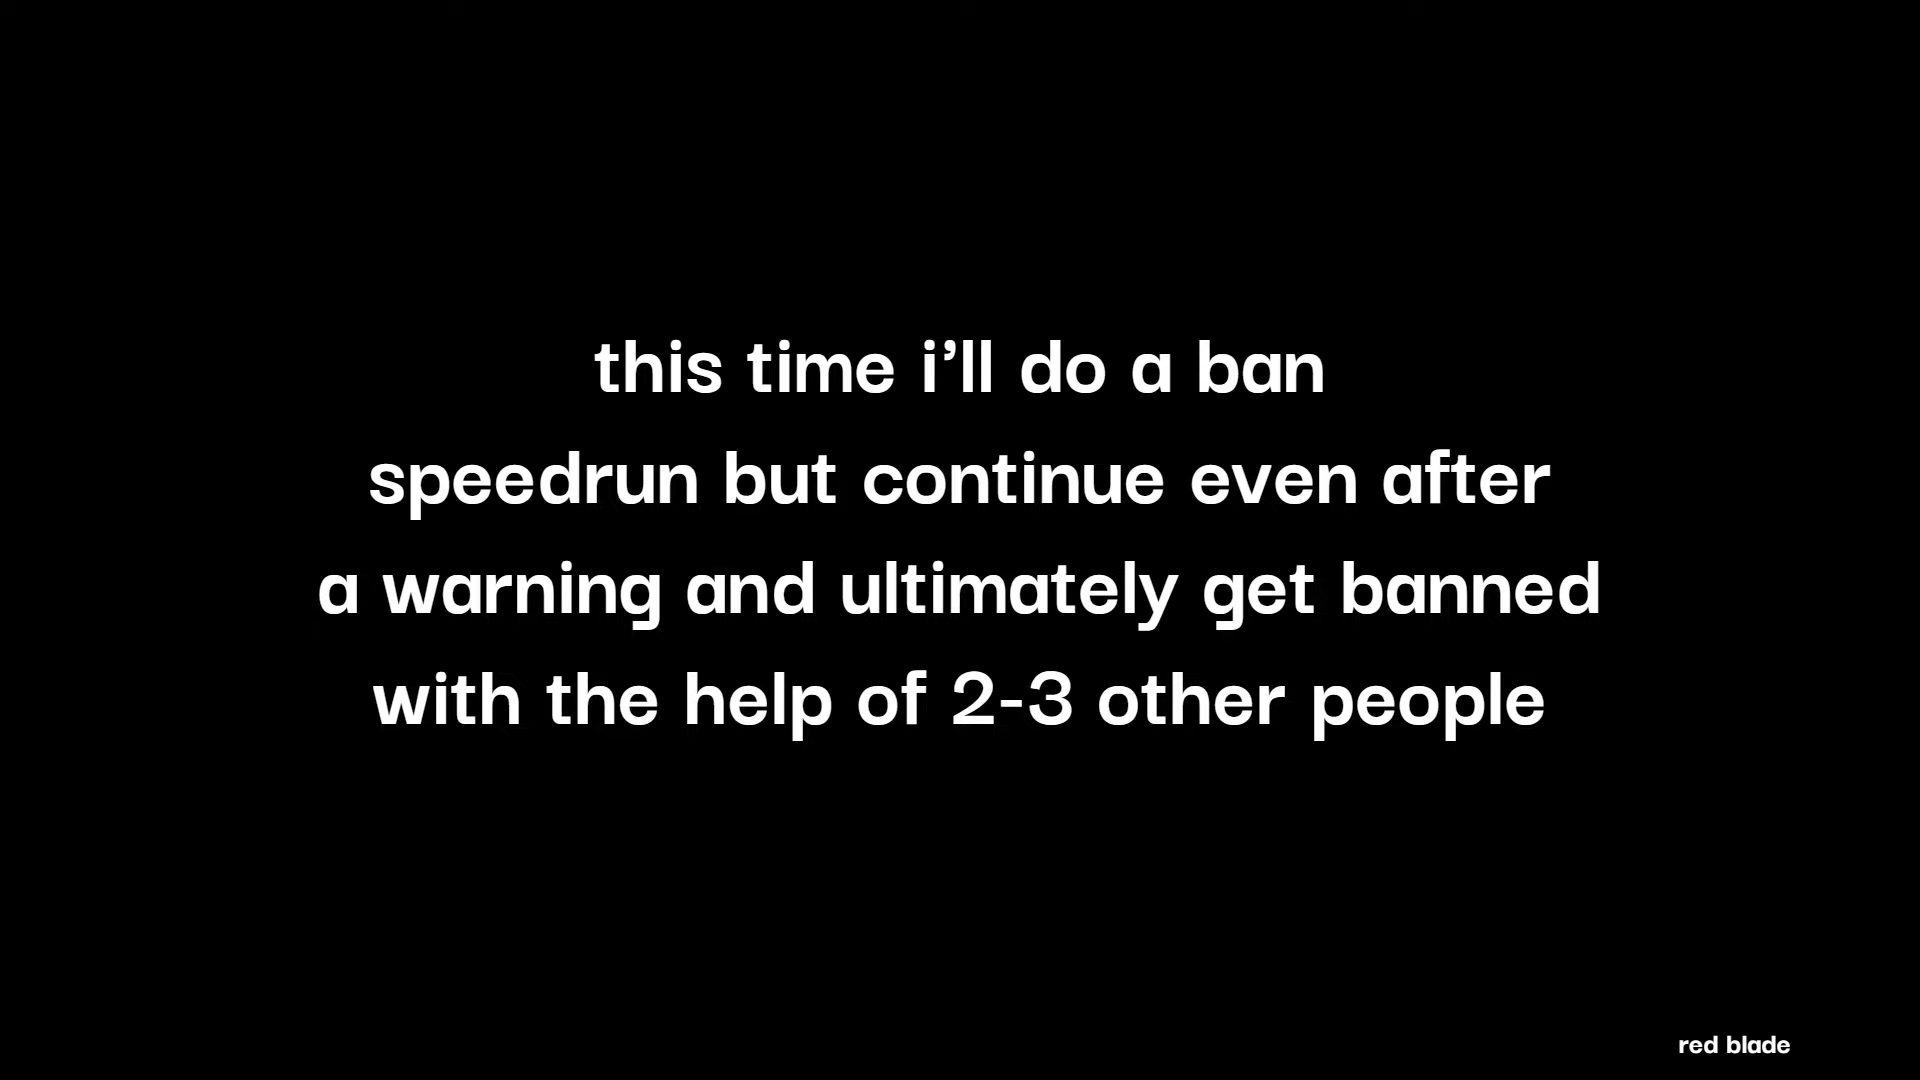 this time i’ll do a ban
speedrun but continue even after
a warning and ultimately get banned
with the help of 2-3 other people
red blade